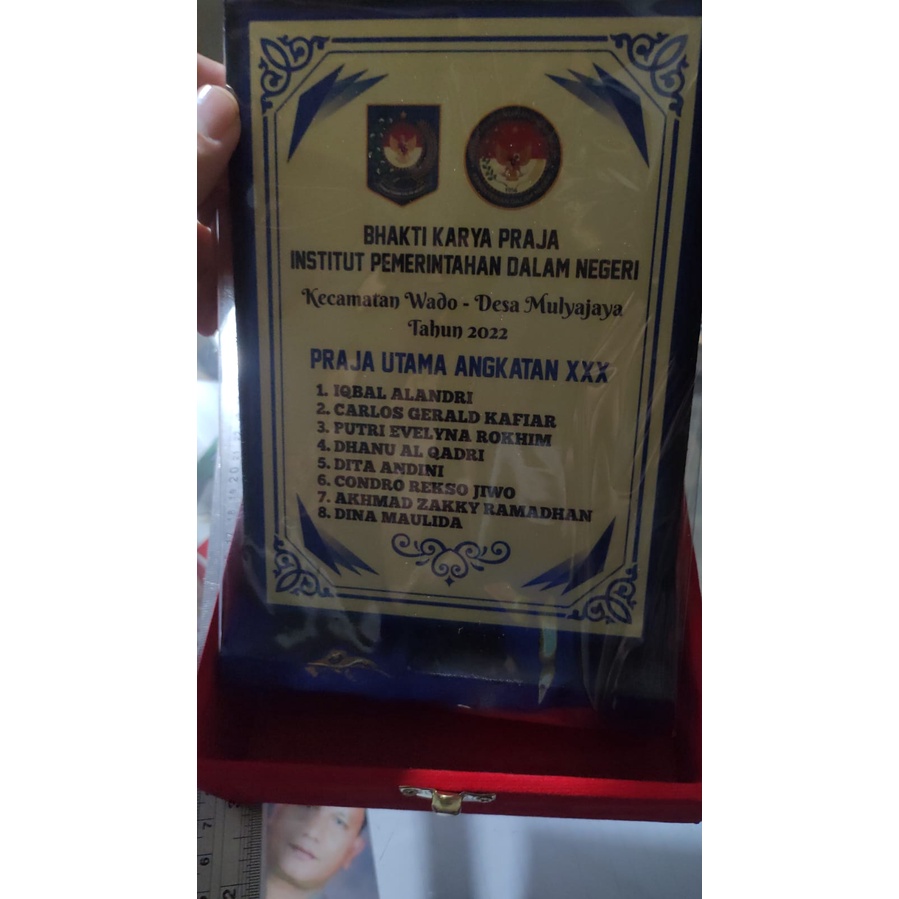 BHAKTI KARYA PRAJA
INSTITUT PEMERINTAHAN DALAM NEGERI
Kecamatan Wado - Desa Mulyajaya
Tahun 2022
PRAJA UTAMA ANGKATAN XXX
1. IQBAL ALANDRI
2. CARLOS GERALD KAFIAR
3. PUTRI EVELYNA ROKHIM
4. DHANU AL QADRI
5. DITA ANDINI
6. CONDRO REKSO JIWO
7. AKHMAD ZAKKY RAMADHAN
8. DINA MAULIDA